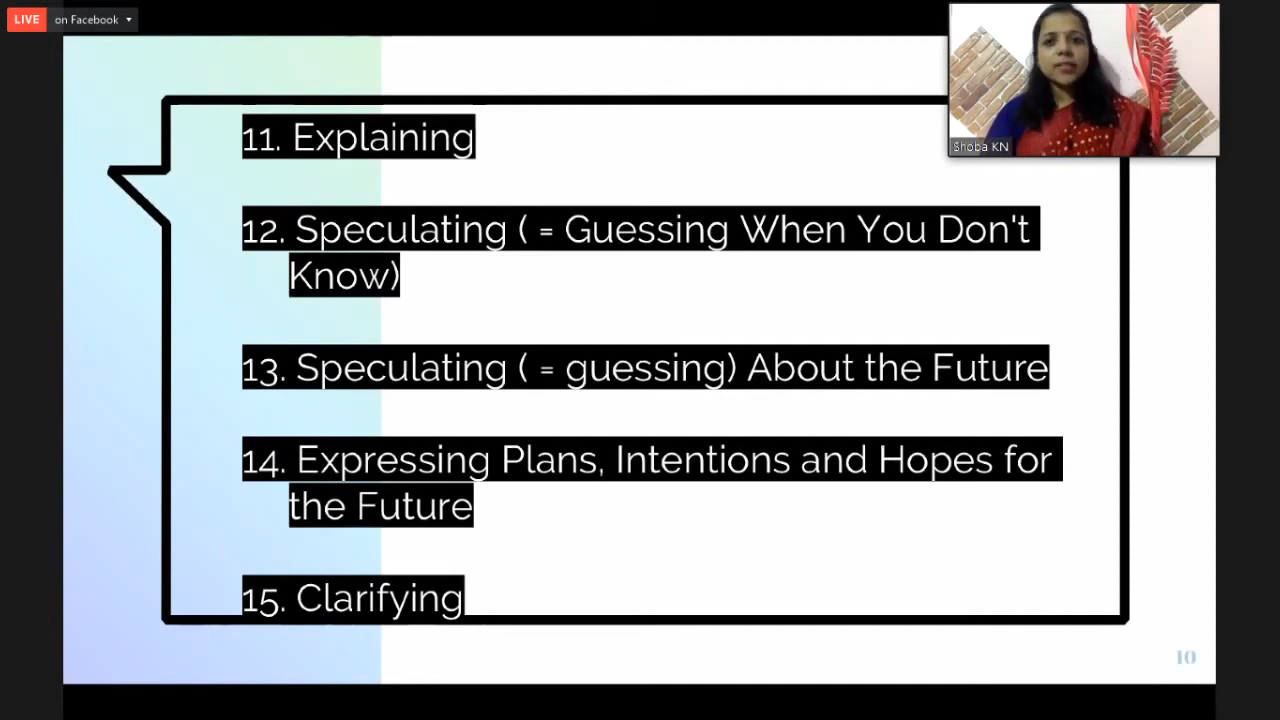 LIVE on Facebook
Shoba KN
11. Explaining
12. Speculating ( = Guessing When You Don't
Know)
13. Speculating ( = guessing) About the Future
14. Expressing Plans, Intentions and Hopes for
the Future
15. Clarifying
10